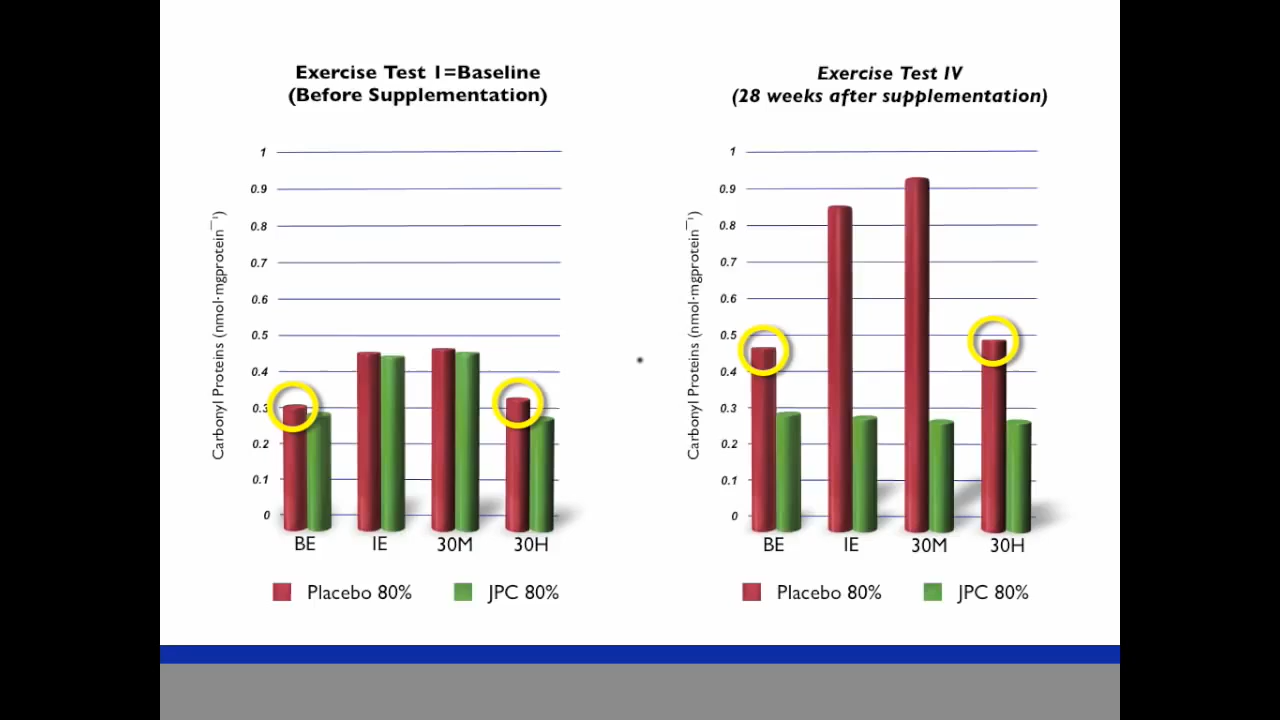 Exercise Test 1=Baseline
(Before Supplementation)
Carbonyl Proteins (nmol·mgprotein⁻¹)
1
0.9
0.8
0.7
0.6
0.5
0.4
0.3
0.2
0.1
0
BE IE 30M 30H
Placebo 80% JPC 80%
Exercise Test IV
(28 weeks after supplementation)
Carbonyl Proteins (nmol·mgprotein⁻¹)
1
0.9
0.8
0.7
0.6
0.5
0.4
0.3
0.2
0.1
0
BE IE 30M 30H
Placebo 80% JPC 80%